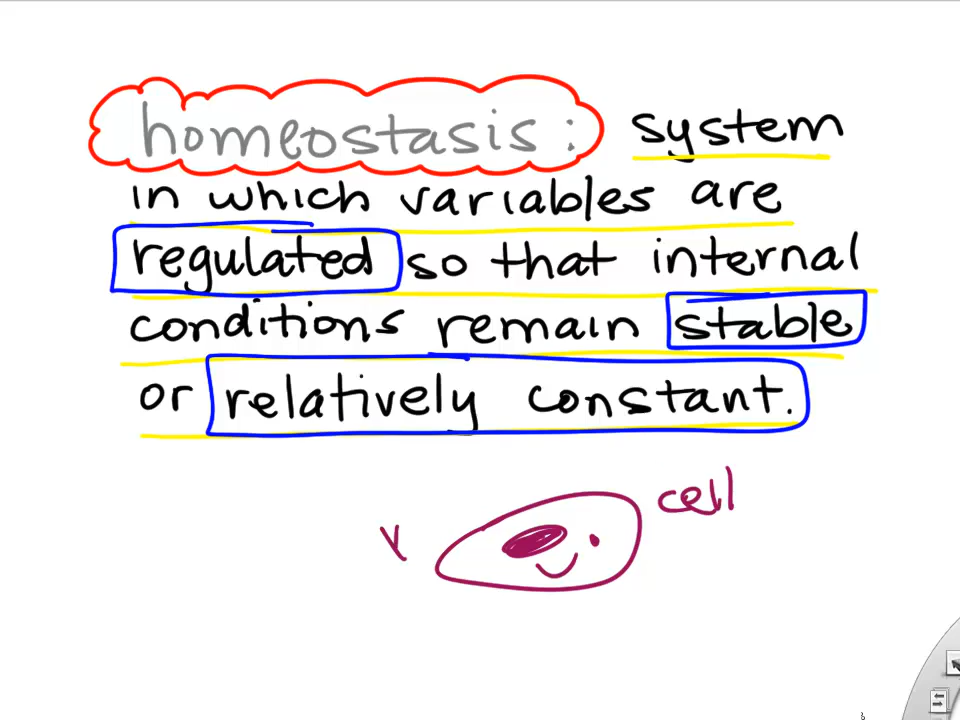 homeostasis: system
in which variables are
regulated so that internal
conditions remain stable
or relatively constant.
cell